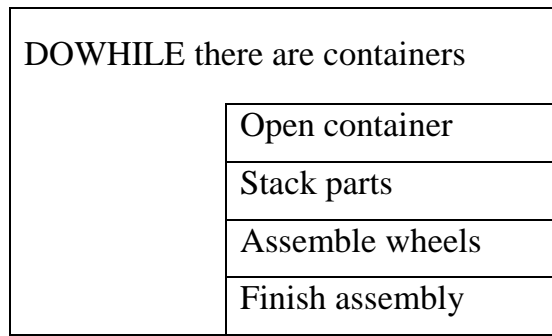 DOWHILE there are containers
Open container
Stack parts
Assemble wheels
Finish assembly